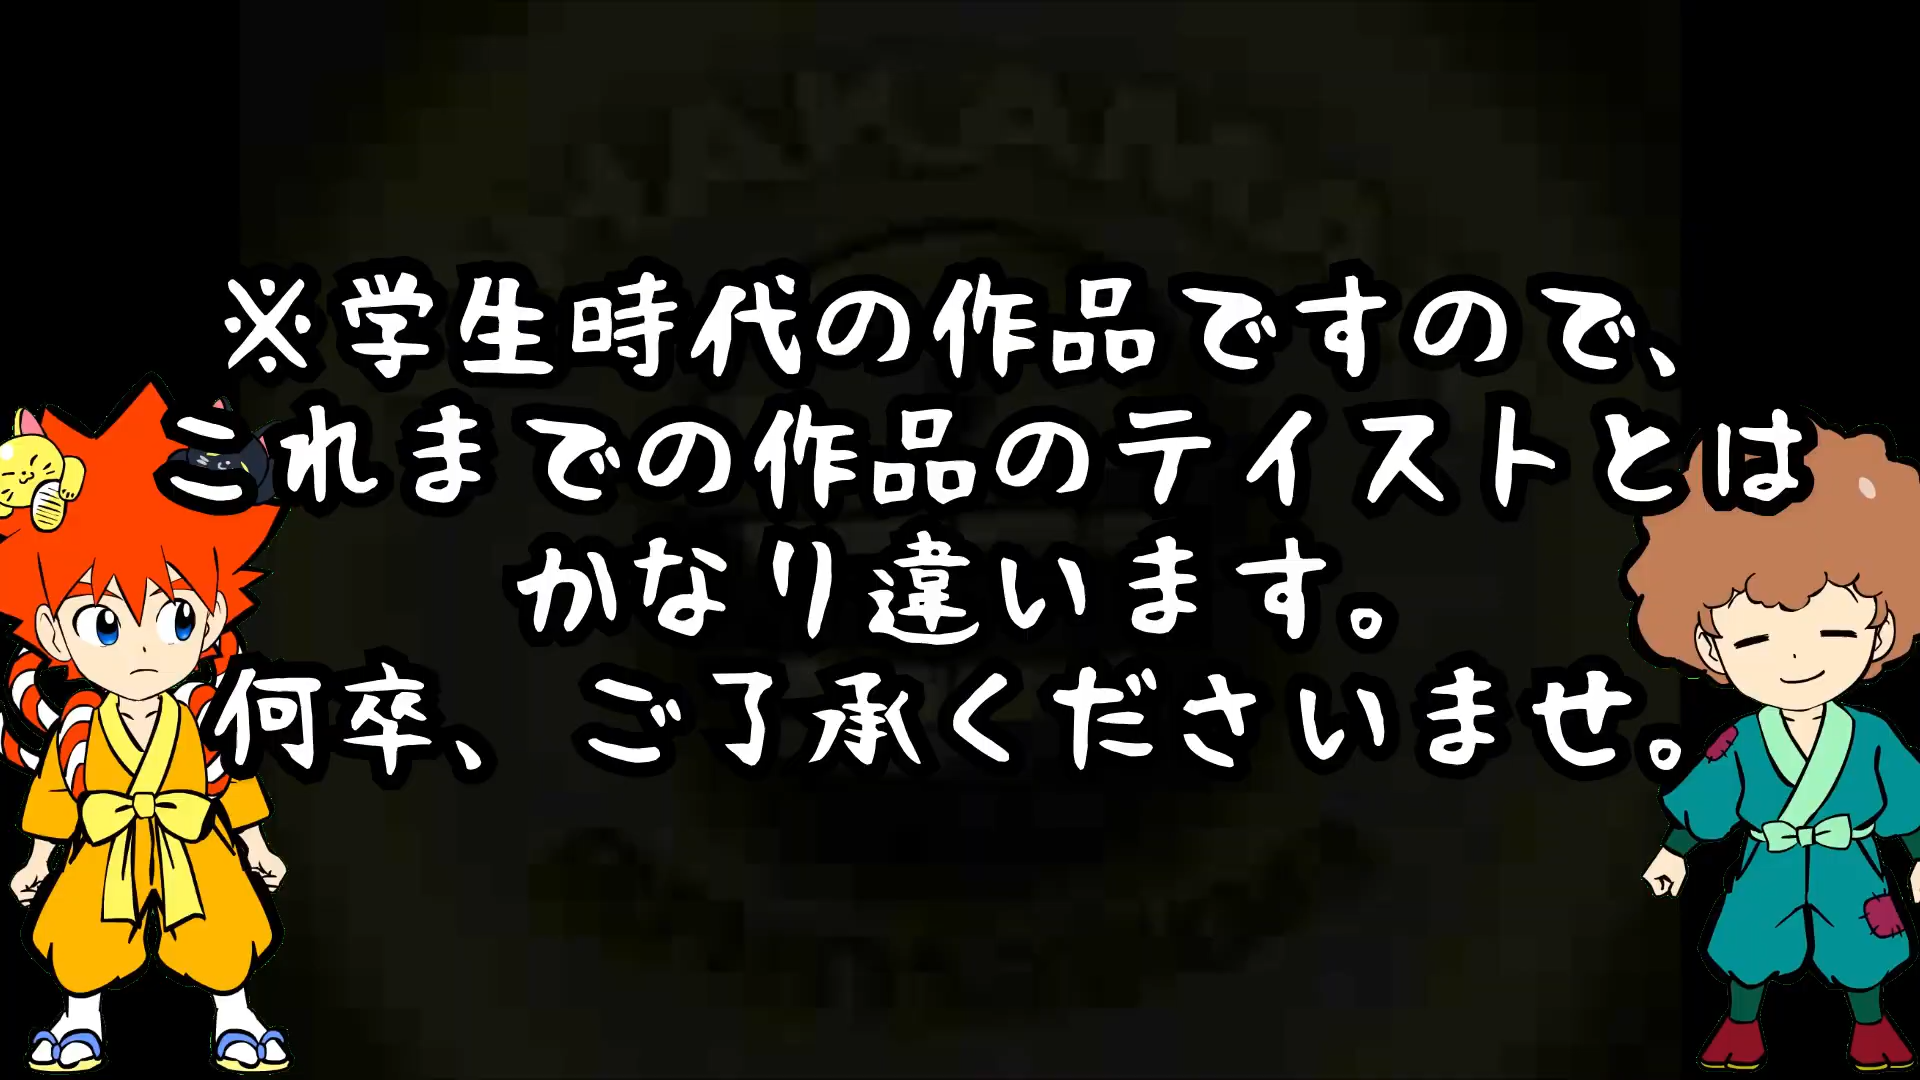 ※学生時代の作品ですので、
これまでの作品のテイストとは
かなり違います。
何卒、ご了承くださいませ。